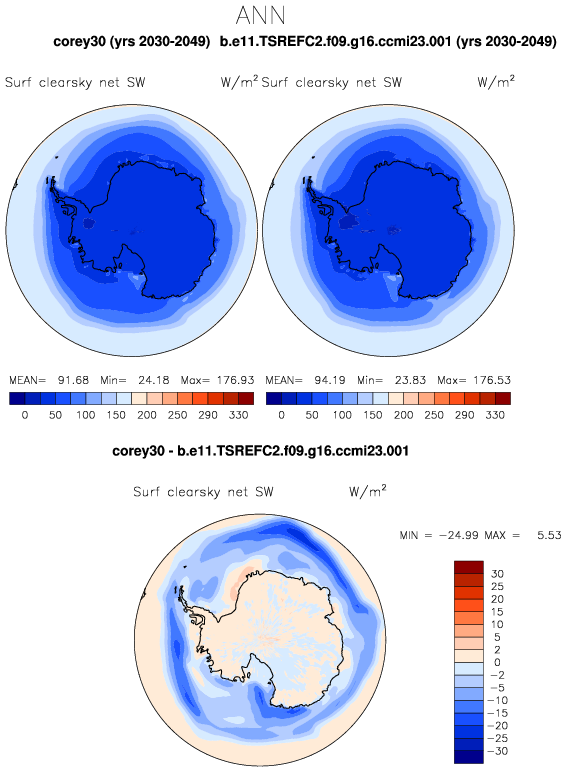 ANN
corey30 (yrs 2030-2049) b.e11.TSREFC2.f09.g16.ccmi23.001 (yrs 2030-2049)
Surf clearsky net SW W/m² Surf clearsky net SW W/m²
MEAN= 91.68 Min= 24.18 Max= 176.93 MEAN= 94.19 Min= 23.83 Max= 176.53
0 50 100 150 200 250 290 330 0 50 100 150 200 250 290 330
corey30 - b.e11.TSREFC2.f09.g16.ccmi23.001
Surf clearsky net SW W/m²
MIN = -24.99 MAX = 5.53
30
25
20
15
10
5
2
0
-2
-5
-10
-15
-20
-25
-30